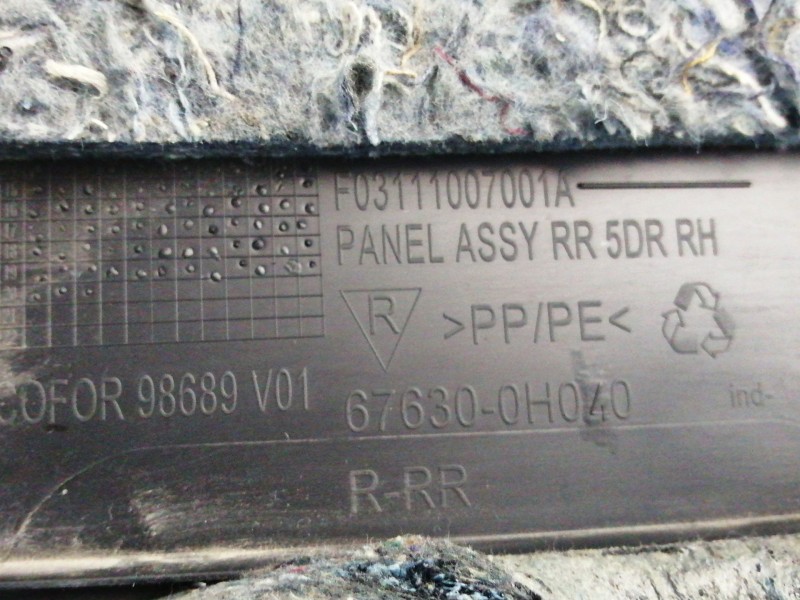 F03111007001A
PANEL ASSY RR 5DR RH
R >PP/PE<
COFOR 98689 V01
67630-0H040
ind-
R-RR